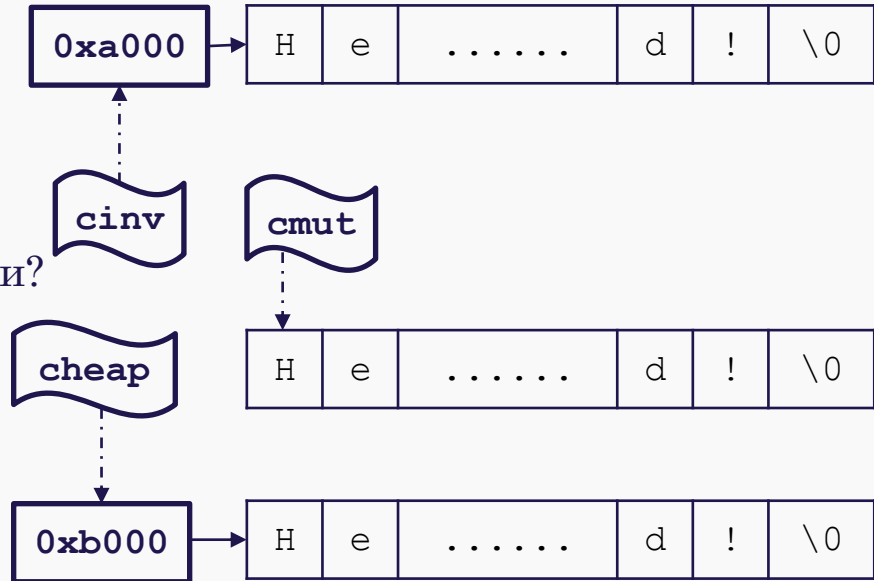 0xa000 H e ...... d ! \0
cinv cmut
и?
cheap H e ...... d ! \0
0xb000 H e ...... d ! \0